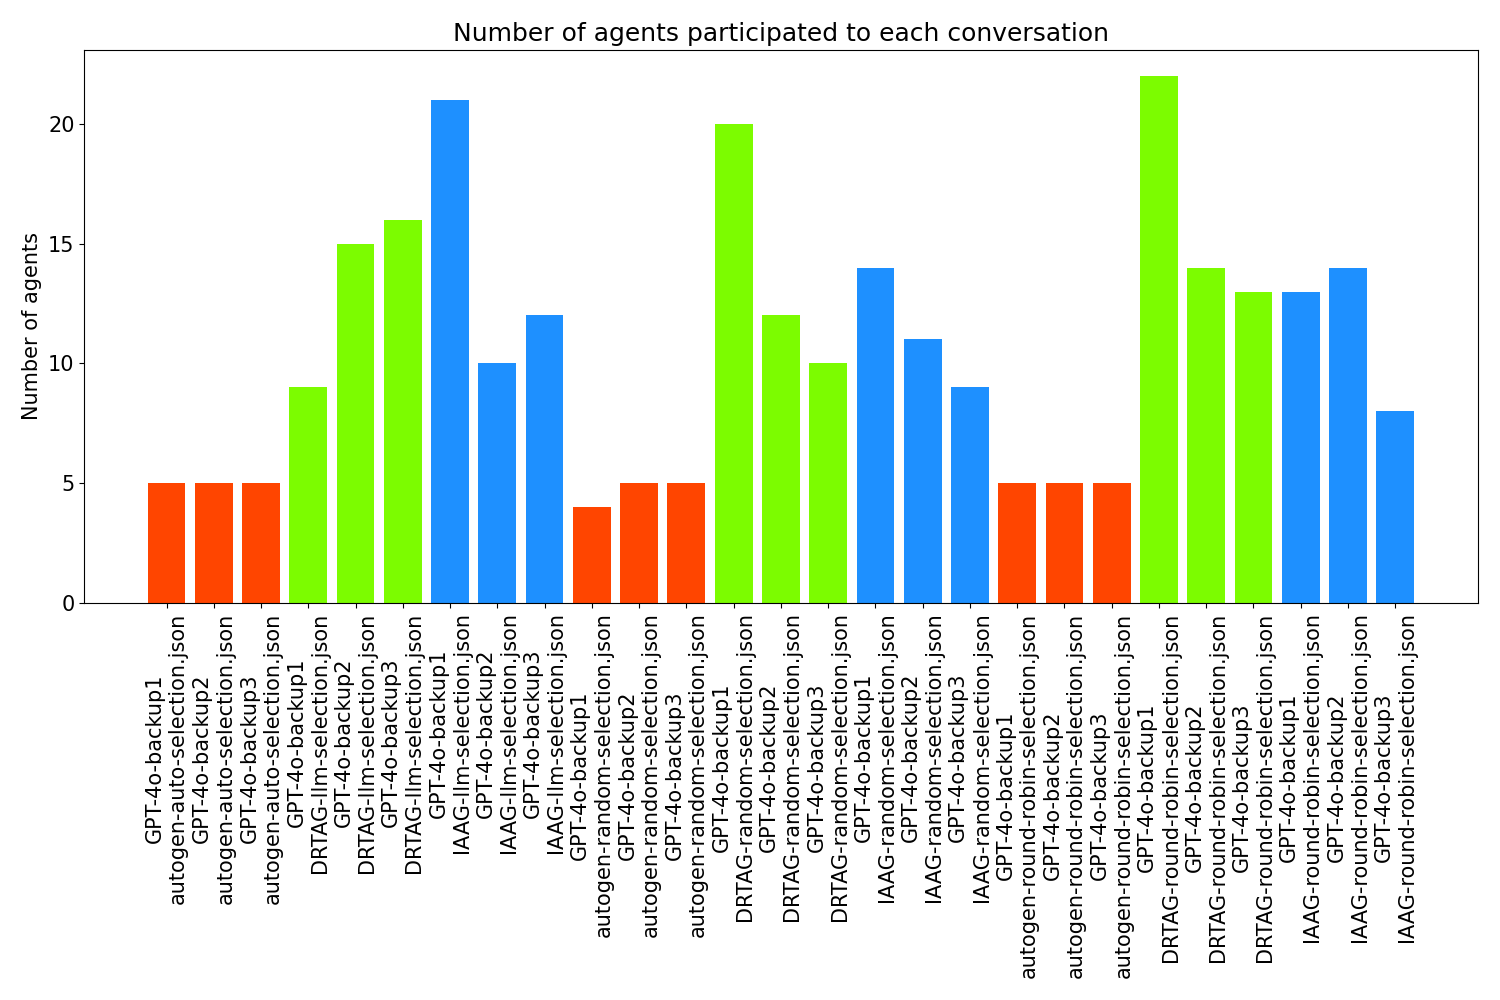 Number of agents participated to each conversation
Number of agents
20
15
10
5
0
GPT-4o-backup1
autogen-auto-selection.json
GPT-4o-backup2
autogen-auto-selection.json
GPT-4o-backup3
autogen-auto-selection.json
GPT-4o-backup1
DRTAG-llm-selection.json
GPT-4o-backup2
DRTAG-llm-selection.json
GPT-4o-backup3
DRTAG-llm-selection.json
GPT-4o-backup1
IAAG-llm-selection.json
GPT-4o-backup2
IAAG-llm-selection.json
GPT-4o-backup3
IAAG-llm-selection.json
GPT-4o-backup1
autogen-random-selection.json
GPT-4o-backup2
autogen-random-selection.json
GPT-4o-backup3
autogen-random-selection.json
GPT-4o-backup1
DRTAG-random-selection.json
GPT-4o-backup2
DRTAG-random-selection.json
GPT-4o-backup3
DRTAG-random-selection.json
GPT-4o-backup1
IAAG-random-selection.json
GPT-4o-backup2
IAAG-random-selection.json
GPT-4o-backup3
IAAG-random-selection.json
GPT-4o-backup1
autogen-round-robin-selection.json
GPT-4o-backup2
autogen-round-robin-selection.json
GPT-4o-backup3
autogen-round-robin-selection.json
GPT-4o-backup1
DRTAG-round-robin-selection.json
GPT-4o-backup2
DRTAG-round-robin-selection.json
GPT-4o-backup3
DRTAG-round-robin-selection.json
GPT-4o-backup1
IAAG-round-robin-selection.json
GPT-4o-backup2
IAAG-round-robin-selection.json
GPT-4o-backup3
IAAG-round-robin-selection.json